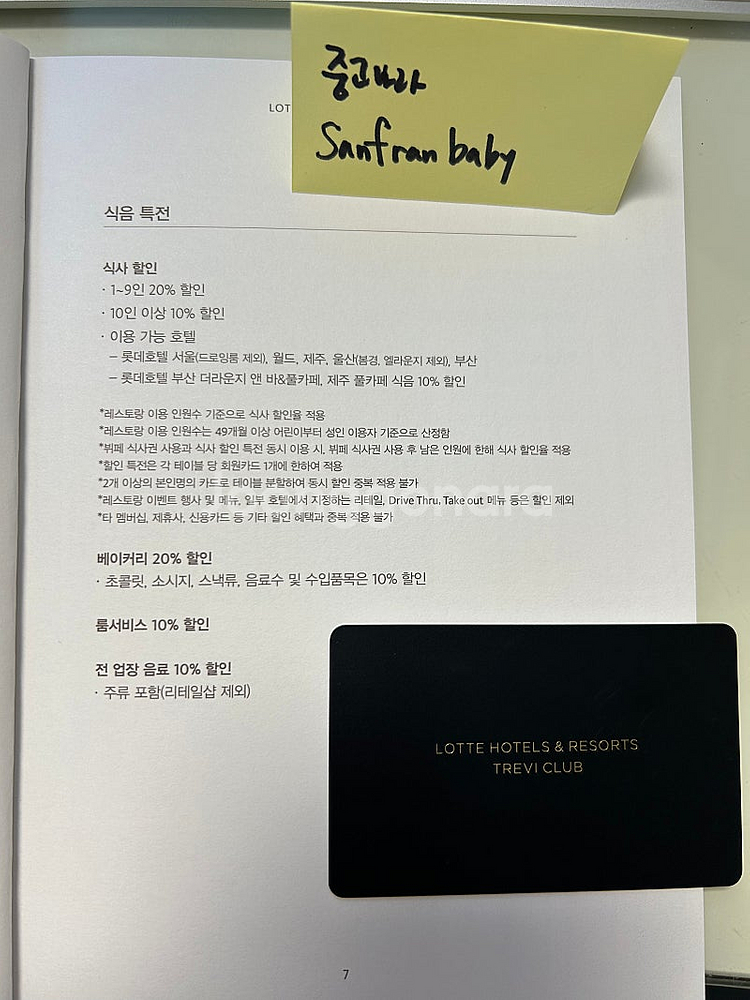 중고나라
Sanfran baby
LOT
식음 특전
식사 할인
· 1~9인 20% 할인
· 10인 이상 10% 할인
· 이용 가능 호텔
– 롯데호텔 서울(드로잉룸 제외), 월드, 제주, 울산(봄경, 엘라운지 제외), 부산
– 롯데호텔 부산 더라운지 앤 바&풀카페, 제주 풀카페 식음 10% 할인
*레스토랑 이용 인원수 기준으로 식사 할인율 적용
*레스토랑 이용 인원수는 49개월 이상 어린이부터 성인 이용자 기준으로 산정함
*뷔페 식사권 사용과 식사 할인 특전 동시 이용 시, 뷔페 식사권 사용 후 남은 인원에 한해 식사 할인율 적용
*할인 특전은 각 테이블 당 회원카드 1개에 한하여 적용
*2개 이상의 본인명의 카드로 테이블 분할하여 동시 할인 중복 적용 불가
*레스토랑 이벤트 행사 및 메뉴, 일부 호텔에서 지정하는 리테일, Drive Thru, Take out 메뉴 등은 할인 제외
*타 멤버십, 제휴사, 신용카드 등 기타 할인 혜택과 중복 적용 불가
베이커리 20% 할인
· 초콜릿, 소시지, 스낵류, 음료수 및 수입품목은 10% 할인
룸서비스 10% 할인
전 업장 음료 10% 할인
· 주류 포함(리테일샵 제외)
LOTTE HOTELS & RESORTS
TREVI CLUB
7